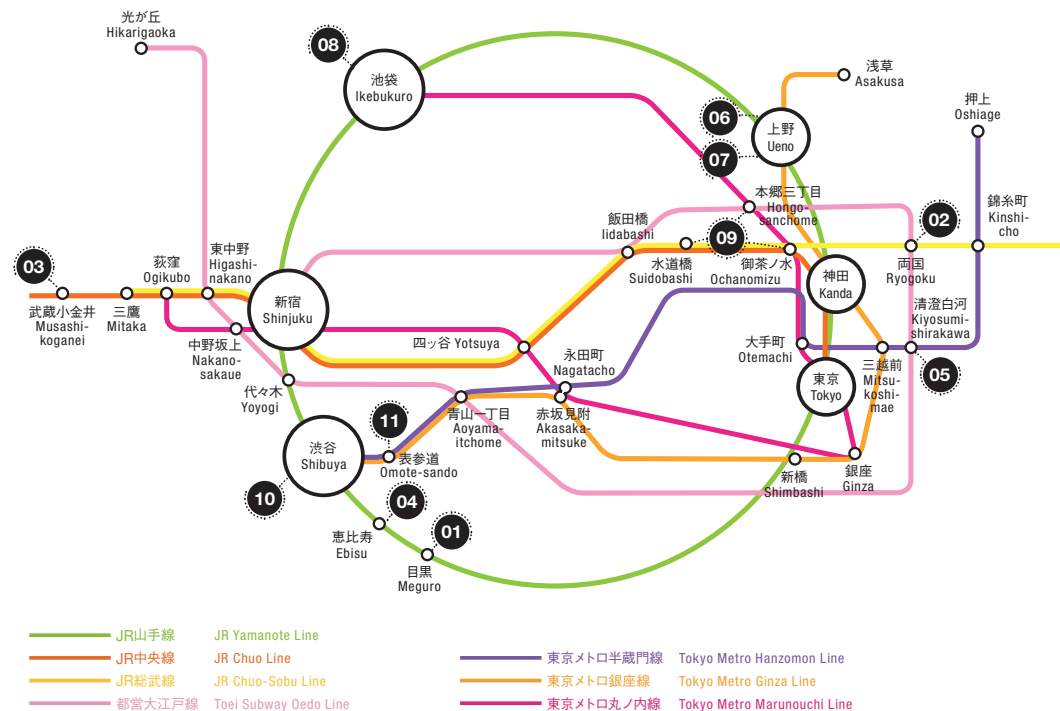 光が丘
Hikarigaoka
08
池袋
Ikebukuro
浅草
Asakusa
押上
Oshiage
06
上野
Ueno
07
本郷三丁目
Hongo-
sanchome
錦糸町
Kinshi-
cho
02
飯田橋
Iidabashi
09
水道橋
Suidobashi
御茶ノ水
Ochanomizu
両国
Ryogoku
03
荻窪
Ogikubo
東中野
Higashi-
nakano
武蔵小金井
Musashi-
koganei
三鷹
Mitaka
新宿
Shinjuku
神田
Kanda
清澄白河
Kiyosumi-
shirakawa
中野坂上
Nakano-
sakaue
四ッ谷 Yotsuya
大手町
Otemachi
永田町
Nagatacho
三越前
Mitsu-
koshi-
mae
05
東京
Tokyo
代々木
Yoyogi
青山一丁目
Aoyama-
itchome
赤坂見附
Akasaka-
mitsuke
11
渋谷
Shibuya
表参道
Omote-sando
新橋
Shimbashi
銀座
Ginza
10
04
01
恵比寿
Ebisu
目黒
Meguro
JR山手線 JR Yamanote Line
JR中央線 JR Chuo Line
JR総武線 JR Chuo-Sobu Line
都営大江戸線 Toei Subway Oedo Line
東京メトロ半蔵門線 Tokyo Metro Hanzomon Line
東京メトロ銀座線 Tokyo Metro Ginza Line
東京メトロ丸ノ内線 Tokyo Metro Marunouchi Line